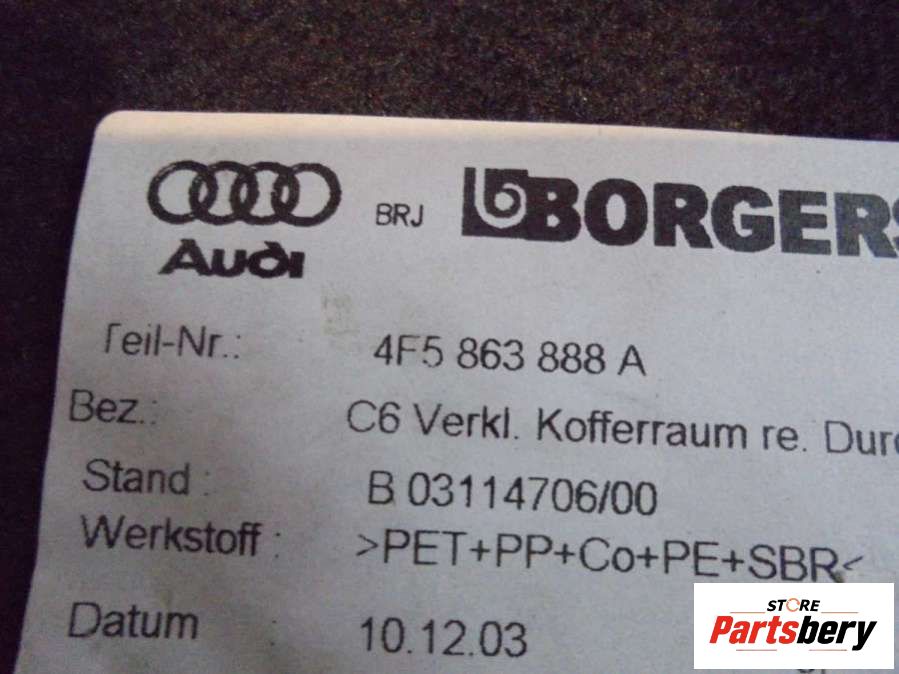 Audi BRJ BORGERS
Teil-Nr.: 4F5 863 888 A
Bez.: C6 Verkl. Kofferraum re. Durc
Stand : B 03114706/00
Werkstoff : >PET+PP+Co+PE+SBR<
Datum 10.12.03
STORE
Partsbery